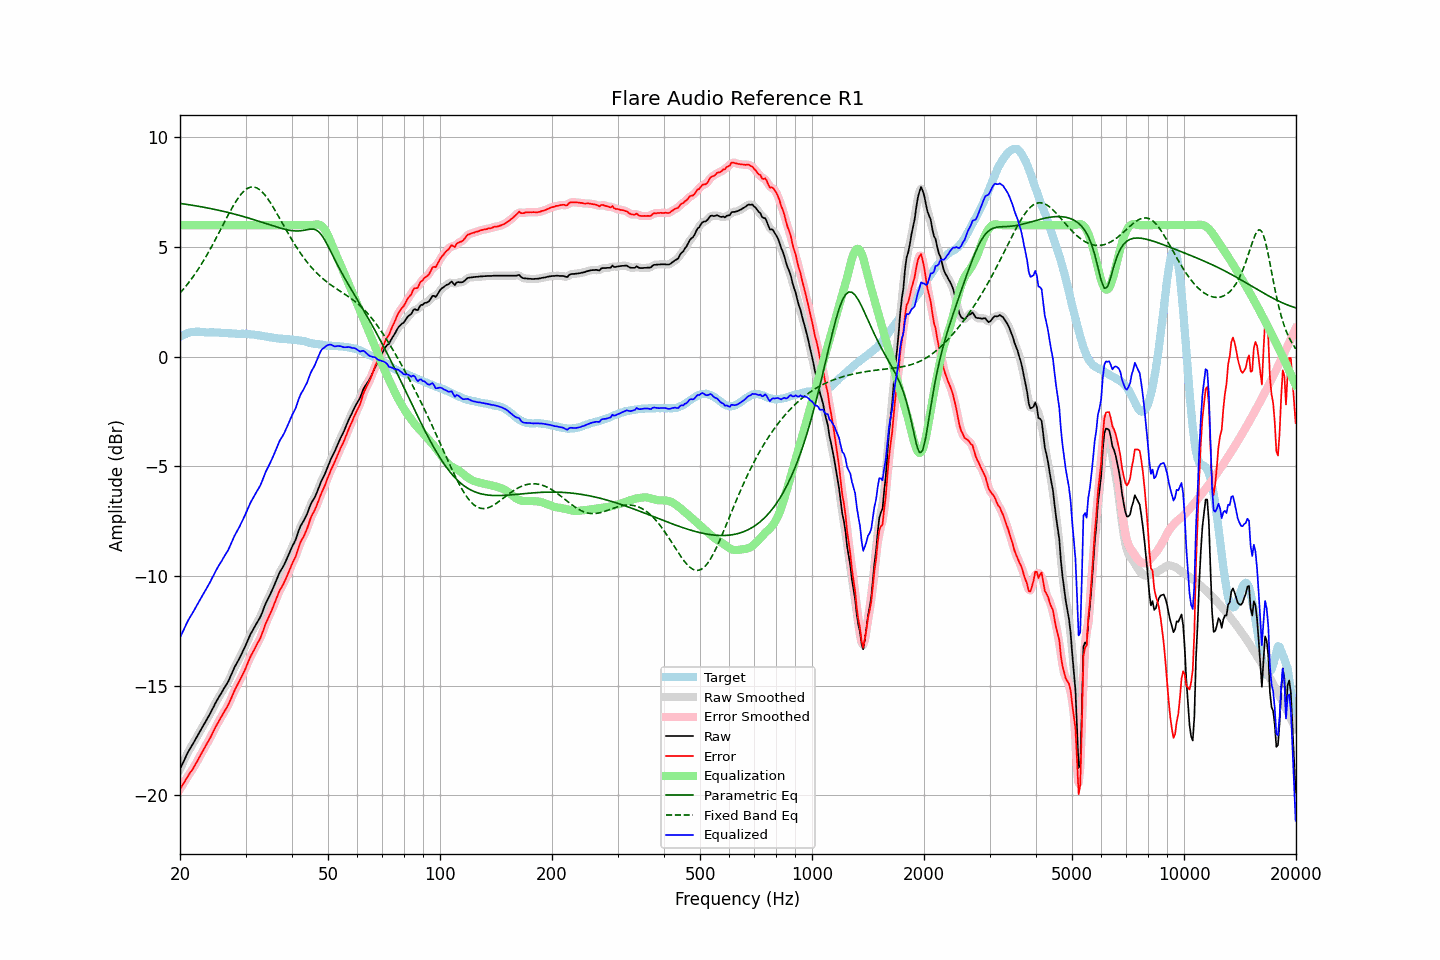 Flare Audio Reference R1
10
5
0
−5
−10
−15
−20
Amplitude (dBr)
Target
Raw Smoothed
Error Smoothed
Raw
Error
Equalization
Parametric Eq
Fixed Band Eq
Equalized
20 50 100 200 500 1000 2000 5000 10000 20000
Frequency (Hz)